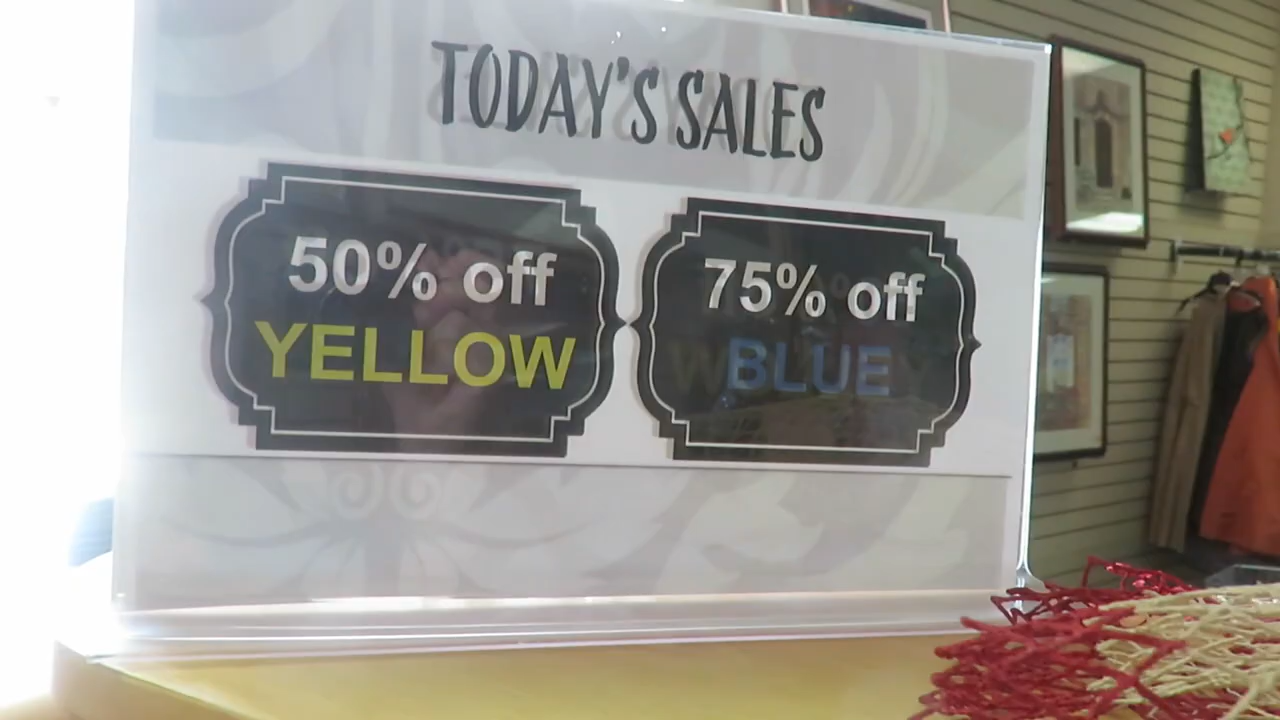 TODAY'S SALES
50% off
YELLOW
75% off
BLUE